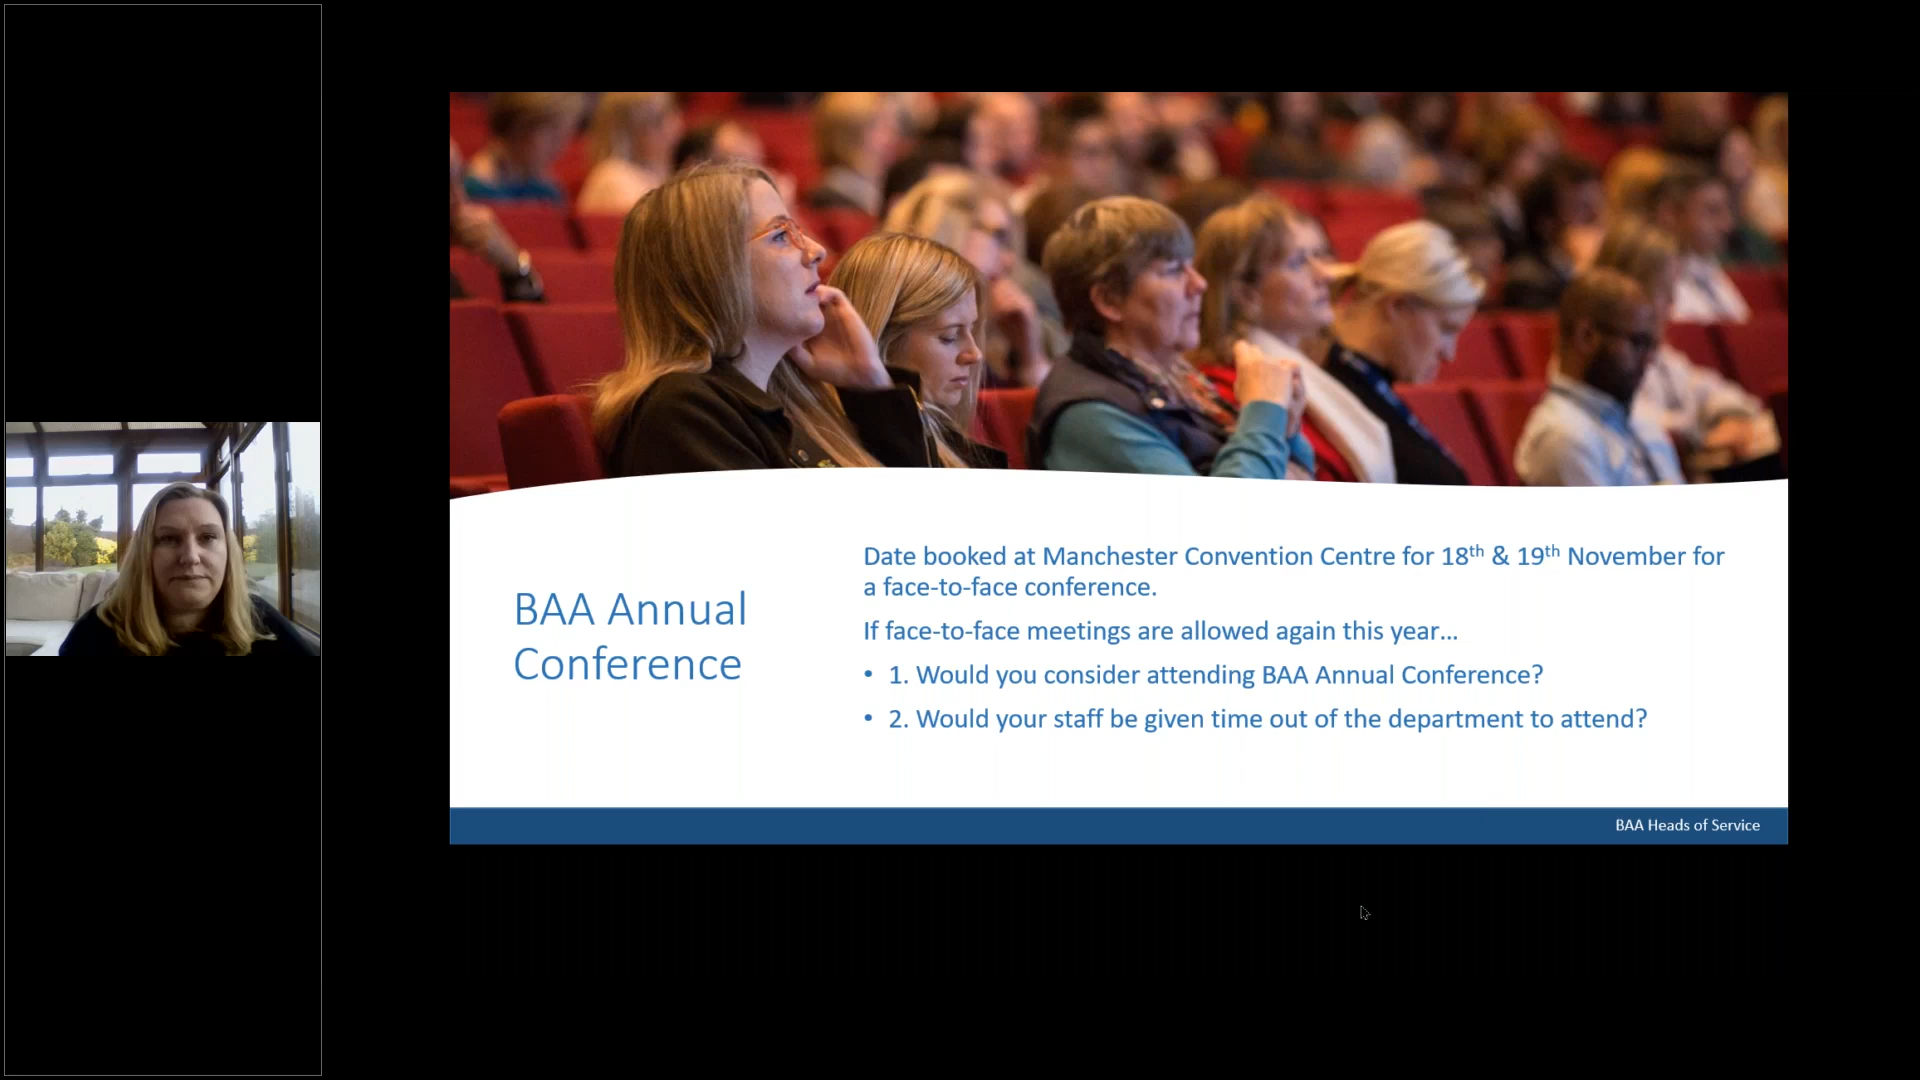 BAA Annual
Conference
Date booked at Manchester Convention Centre for 18th & 19th November for
a face-to-face conference.
If face-to-face meetings are allowed again this year...
• 1. Would you consider attending BAA Annual Conference?
• 2. Would your staff be given time out of the department to attend?
BAA Heads of Service